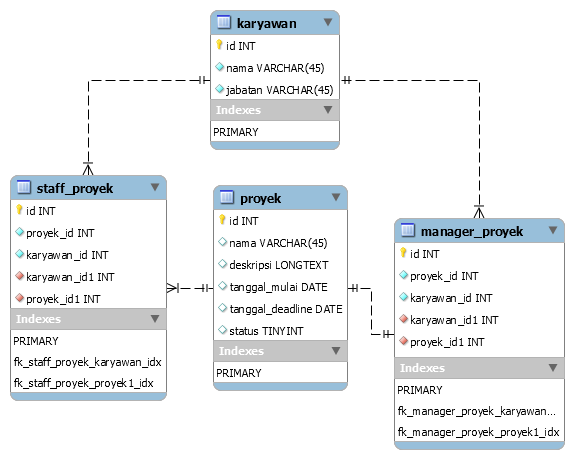 karyawan
id INT
nama VARCHAR(45)
jabatan VARCHAR(45)
Indexes
PRIMARY
staff_proyek
id INT
proyek_id INT
karyawan_id INT
karyawan_id1 INT
proyek_id1 INT
Indexes
PRIMARY
fk_staff_proyek_karyawan_idx
fk_staff_proyek_proyek1_idx
proyek
id INT
nama VARCHAR(45)
deskripsi LONGTEXT
tanggal_mulai DATE
tanggal_deadline DATE
status TINYINT
Indexes
PRIMARY
manager_proyek
id INT
proyek_id INT
karyawan_id INT
karyawan_id1 INT
proyek_id1 INT
Indexes
PRIMARY
fk_manager_proyek_karyawan...
fk_manager_proyek_proyek1_idx